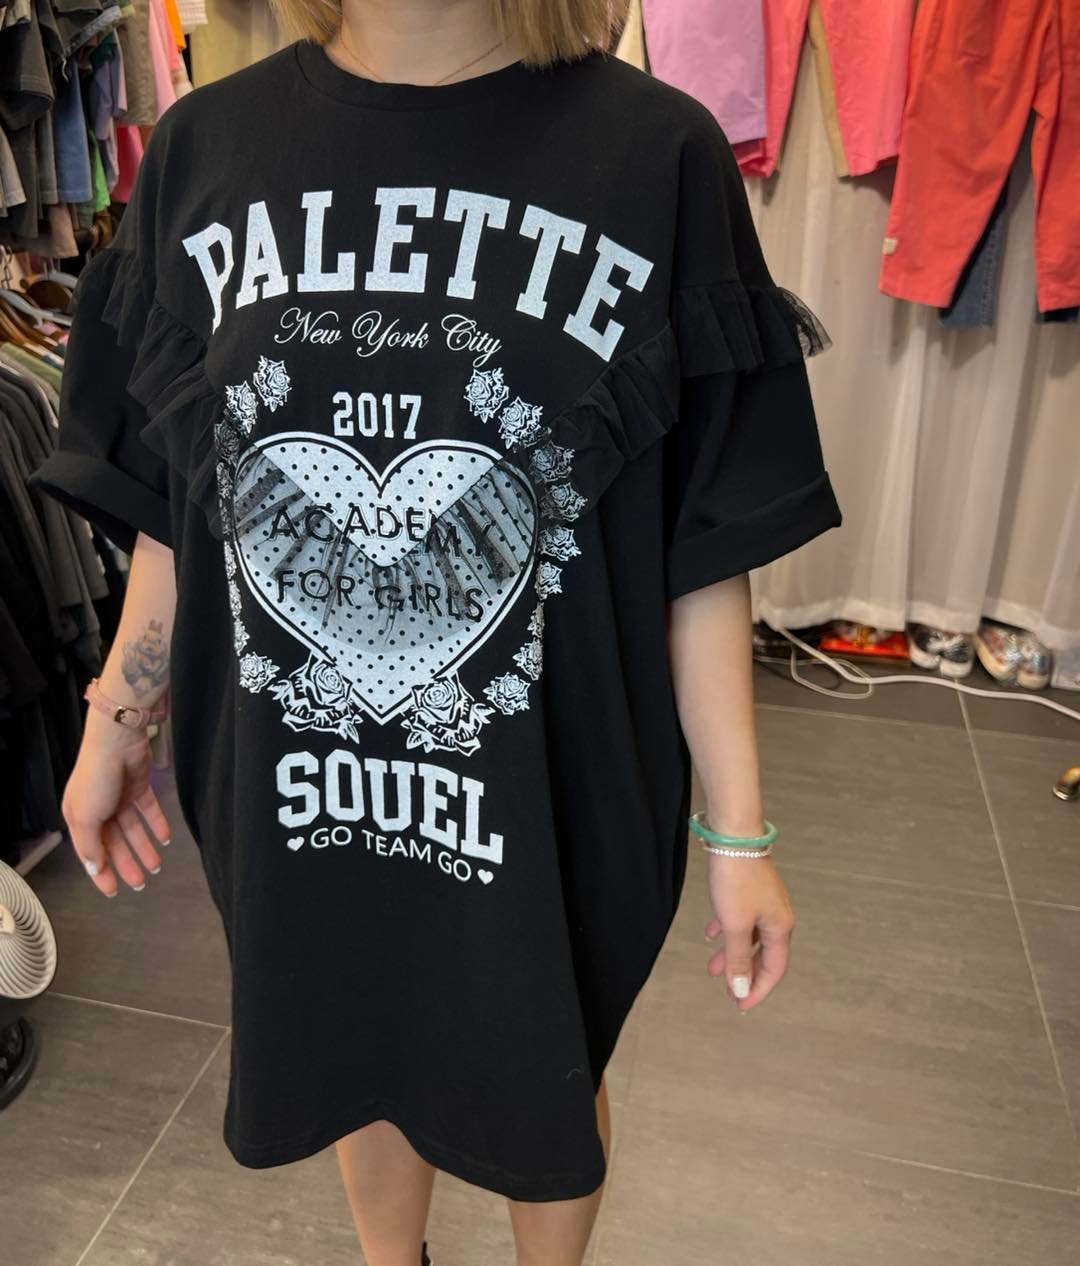 PALETTE
New York City
2017
ACADEMY
FOR GIRLS
SOUEL
GO TEAM GO